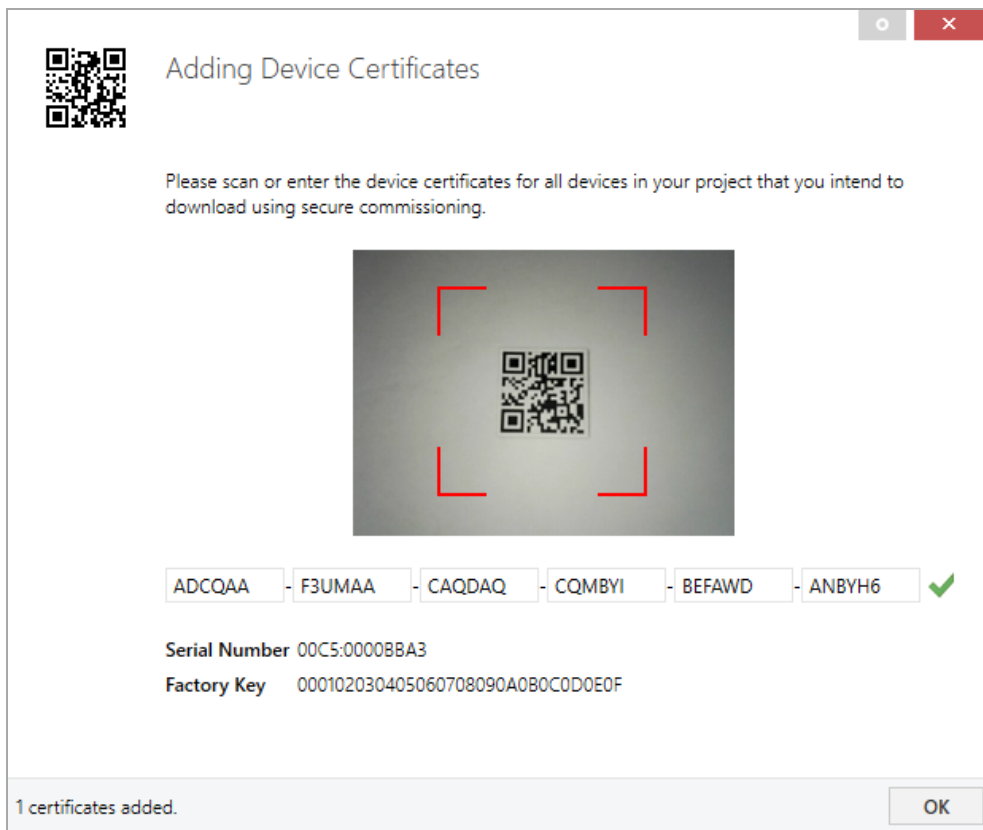 Adding Device Certificates
Please scan or enter the device certificates for all devices in your project that you intend to
download using secure commissioning.
ADCQAA - F3UMAA - CAQDAQ - CQMBYI - BEFAWD - ANBYH6
Serial Number 00C5:0000BBA3
Factory Key 000102030405060708090A0B0C0D0E0F
1 certificates added.
OK